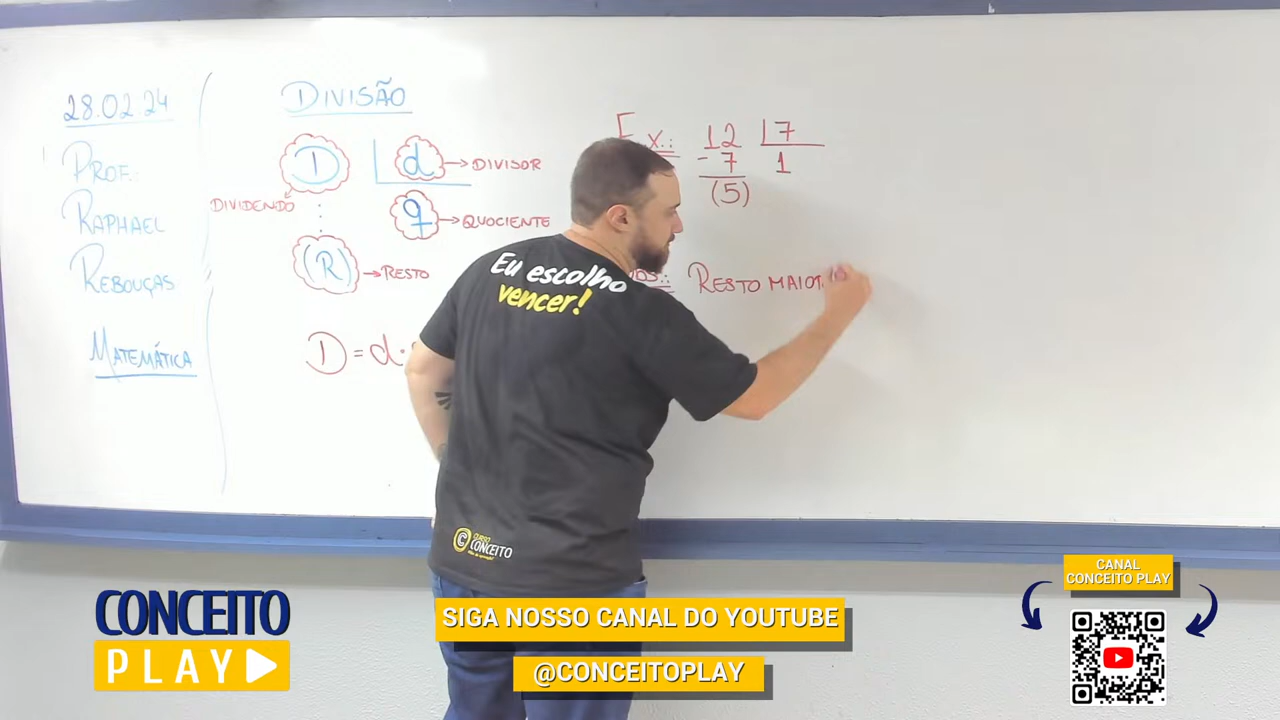 28.02.24
PROF.:
RAPHAEL
REBOUÇAS
MATEMÁTICA
DIVISÃO
D d → DIVISOR
DIVIDENDO
q → QUOCIENTE
(R) → RESTO
D = d .
Ex.: 12 7
- 7 1
(5)
RESTO MAIOR
Eu escolho
vencer!
CURSO
CONCEITO
CONCEITO
PLAY
SIGA NOSSO CANAL DO YOUTUBE
@CONCEITOPLAY
CANAL
CONCEITO PLAY